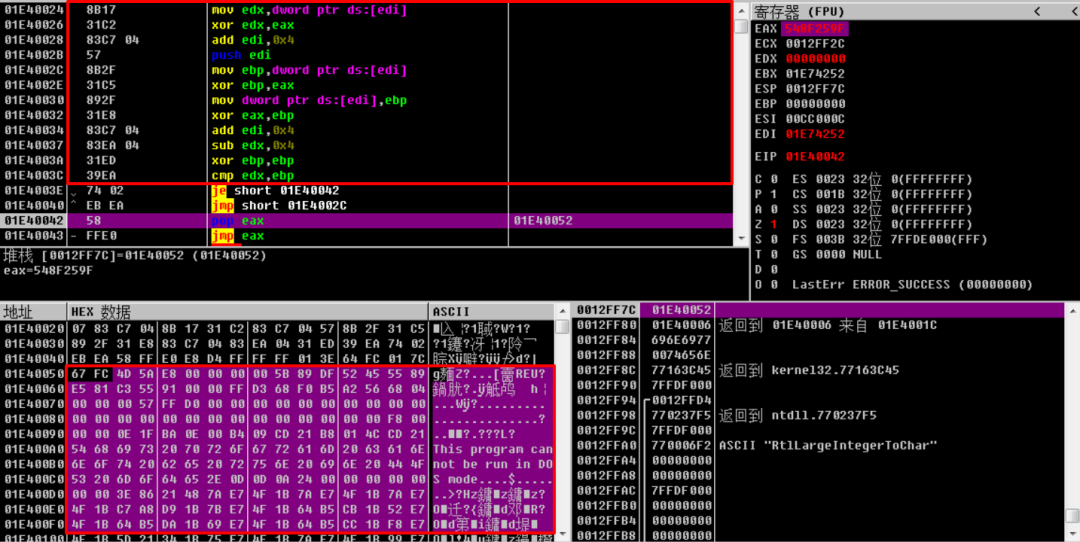 01E40024 8B17 mov edx,dword ptr ds:[edi]
01E40026 31C2 xor edx,eax
01E40028 83C7 04 add edi,0x4
01E4002B 57 push edi
01E4002C 8B2F mov ebp,dword ptr ds:[edi]
01E4002E 31C5 xor ebp,eax
01E40030 892F mov dword ptr ds:[edi],ebp
01E40032 31E8 xor eax,ebp
01E40034 83C7 04 add edi,0x4
01E40037 83EA 04 sub edx,0x4
01E4003A 31ED xor ebp,ebp
01E4003C 39EA cmp edx,ebp
01E4003E 74 02 je short 01E40042
01E40040 EB EA jmp short 01E4002C
01E40042 58 pop eax 01E40052
01E40043 - FFE0 jmp eax
堆栈 [0012FF7C]=01E40052 (01E40052)
eax=548F259F
寄存器 (FPU) < <
EAX 548F259F
ECX 0012FF2C
EDX 00000000
EBX 01E74252
ESP 0012FF7C
EBP 00000000
ESI 00CC000C
EDI 01E74252
EIP 01E40042
C 0 ES 0023 32位 0(FFFFFFFF)
P 1 CS 001B 32位 0(FFFFFFFF)
A 0 SS 0023 32位 0(FFFFFFFF)
Z 1 DS 0023 32位 0(FFFFFFFF)
S 0 FS 003B 32位 7FFDE000(FFF)
T 0 GS 0000 NULL
D 0
O 0 LastErr ERROR_SUCCESS (00000000)
地址 HEX 数据 ASCII
01E40020 07 83 C7 04 8B 17 31 C2 83 C7 04 57 8B 2F 31 C5
01E40030 89 2F 31 E8 83 C7 04 83 EA 04 31 ED 39 EA 74 02
01E40040 EB EA 58 FF E0 E8 D4 FF FF FF 01 3E 64 FC 01 7C
01E40050 67 FC 4D 5A E8 00 00 00 00 5B 89 DF 52 45 55 89
01E40060 E5 81 C3 55 91 00 00 FF D3 68 F0 B5 A2 56 68 04
01E40070 00 00 00 57 FF D0 00 00 00 00 00 00 00 00 00 00
01E40080 00 00 00 00 00 00 00 00 00 00 00 00 00 00 F8 00
01E40090 00 00 0E 1F BA 0E 00 B4 09 CD 21 B8 01 4C CD 21
01E400A0 54 68 69 73 20 70 72 6F 67 72 61 6D 20 63 61 6E This program can
01E400B0 6E 6F 74 20 62 65 20 72 75 6E 20 69 6E 20 44 4F not be run in DO
01E400C0 53 20 6D 6F 64 65 2E 0D 0D 0A 24 00 00 00 00 00 S mode....$.....
01E400D0 00 00 3E 86 21 48 7A E7 4F 1B 7A E7 4F 1B 7A E7
01E400E0 4F 1B C7 A8 D9 1B 7B E7 4F 1B 64 B5 CB 1B 52 E7
01E400F0 4F 1B 64 B5 DA 1B 69 E7 4F 1B 64 B5 CC 1B F8 E7
01E40100 4F 1B 5D 21 34 1B 75 E7 4F 1B 7A E7 4F 1B 99 E7
0012FF7C 01E40052
0012FF80 01E40006 返回到 01E40006 来自 01E4001C
0012FF84 696E6977
0012FF88 0074656E
0012FF8C 77163C45 返回到 kernel32.77163C45
0012FF90 7FFDF000
0012FF94 0012FFD4
0012FF98 770237F5 返回到 ntdll.770237F5
0012FF9C 7FFDF000
0012FFA0 770006F2 ASCII "RtlLargeIntegerToChar"
0012FFA4 00000000
0012FFA8 00000000
0012FFAC 7FFDF000
0012FFB0 00000000
0012FFB4 00000000
0012FFB8 00000000